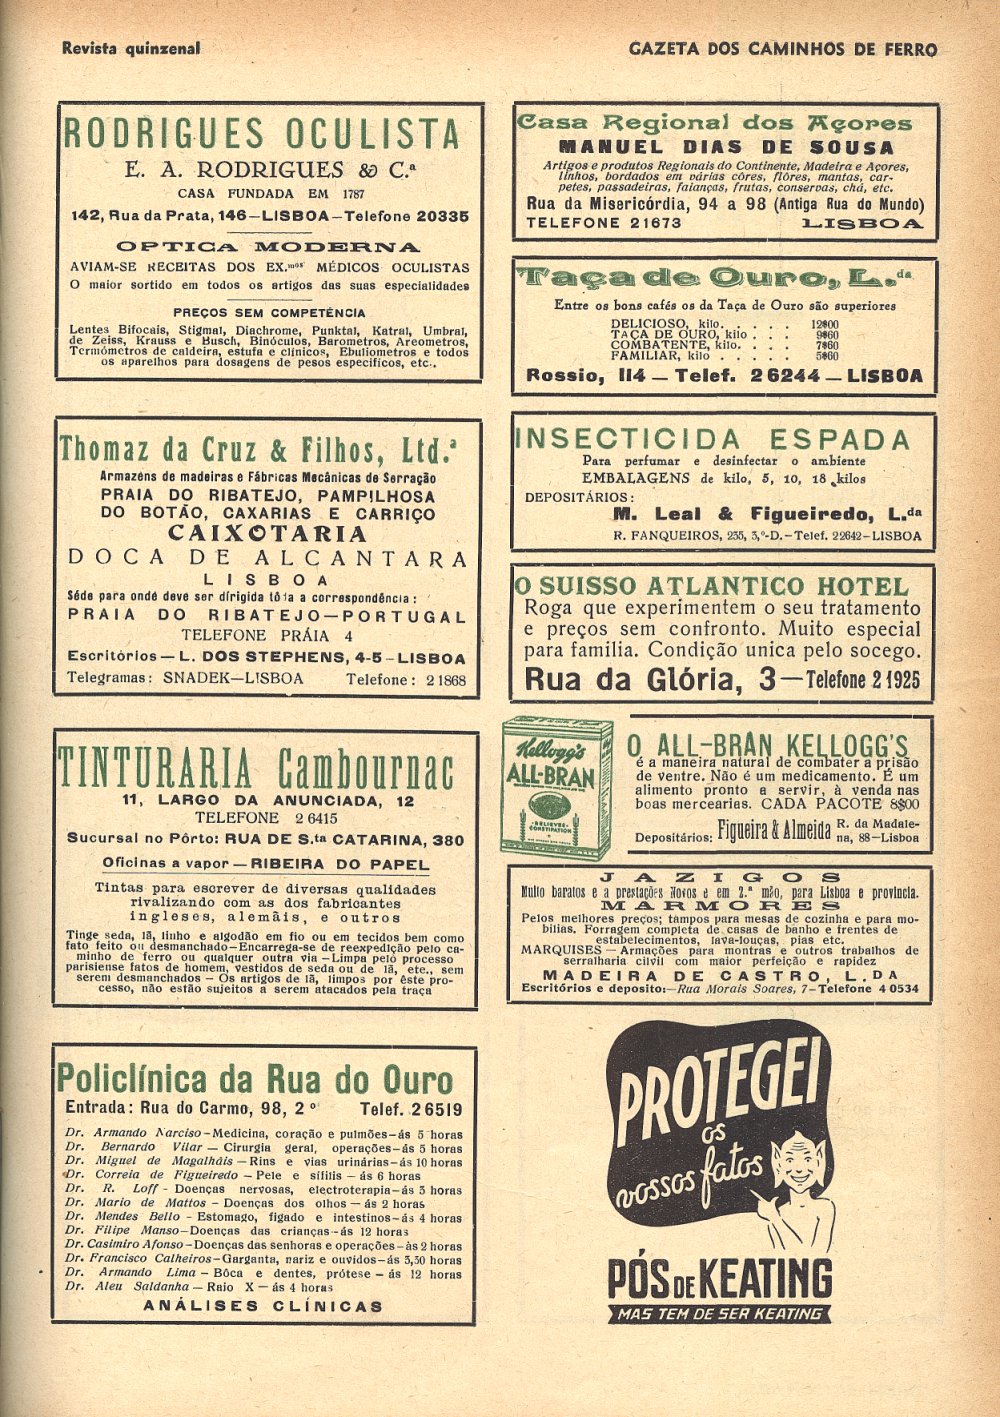 Revista quinzenal
GAZETA DOS CAMINHOS DE FERRO
RODRIGUES OCULISTA
E. A. RODRIGUES & C.ª
CASA FUNDADA EM 1787
142, Rua da Prata, 146—LISBOA—Telefone 20335
OPTICA MODERNA
AVIAM-SE RECEITAS DOS EX.mos MÉDICOS OCULISTAS
O maior sortido em todos os artigos das suas especialidades
PREÇOS SEM COMPETÊNCIA
Lentes Bifocais, Stigmal, Diachrome, Punktal, Katral, Umbral,
de Zeiss, Krauss e Busch, Binóculos, Barometros, Areometros,
Termómetros de caldeira, estufa e clínicos, Ebuliometros e todos
os aparelhos para dosagens de pesos especificos, etc..
Thomaz da Cruz & Filhos, Ltd.ª
Armazéns de madeiras e Fábricas Mecânicas de Serração
PRAIA DO RIBATEJO, PAMPILHOSA
DO BOTÃO, CAXARIAS E CARRIÇO
CAIXOTARIA
DOCA DE ALCANTARA
LISBOA
Séde para onde deve ser dirigida tôda a correspondência:
PRAIA DO RIBATEJO—PORTUGAL
TELEFONE PRÁIA 4
Escritórios—L. DOS STEPHENS, 4-5-LISBOA
Telegramas: SNADEK—LISBOA Telefone: 2 1868
TINTURARIA Cambournac
11, LARGO DA ANUNCIADA, 12
TELEFONE 2 6415
Sucursal no Pôrto: RUA DE S.ta CATARINA, 380
Oficinas a vapor—RIBEIRA DO PAPEL
Tintas para escrever de diversas qualidades
rivalizando com as dos fabricantes
ingleses, alemãis, e outros
Tinge seda, lã, linho e algodão em fio ou em tecidos bem como
fato feito ou desmanchado—Encarrega-se de reexpedição pelo ca-
minho de ferro ou qualquer outra via—Limpa pelo processo
parisiense fatos de homem, vestidos de seda ou de lã, etc., sem
serem desmanchados—Os artigos de lã, limpos por êste pro-
cesso, não estão sujeitos a serem atacados pela traça
Policlínica da Rua do Ouro
Entrada: Rua do Carmo, 98, 2º Telef. 2 6519
Dr. Armando Narciso—Medicina, coração e pulmões—ás 5 horas
Dr. Bernardo Vilar—Cirurgia geral, operações—ás 5 horas
Dr. Miguel de Magalhãis—Rins e vias urinárias—ás 10 horas
Dr. Correia de Figueiredo—Pele e sífilis—ás 6 horas
Dr. R. Loff—Doenças nervosas, electroterapia—ás 5 horas
Dr. Mario de Mattos—Doenças dos olhos—ás 2 horas
Dr. Mendes Bello—Estomago, figado e intestinos—ás 4 horas
Dr. Filipe Manso—Doenças das crianças—ás 12 horas
Dr. Casimiro Afonso—Doenças das senhoras e operações—às 2 horas
Dr. Francisco Calheiros—Garganta, nariz e ouvidos—ás 3,30 horas
Dr. Armando Lima—Bôca e dentes, prótese—ás 12 horas
Dr. Aleu Saldanha—Raio X—ás 4 horas
ANÁLISES CLÍNICAS
Casa Regional dos Açores
MANUEL DIAS DE SOUSA
Artigos e produtos Regionais do Continente, Madeira e Açores,
linhos, bordados em várias côres, flôres, mantas, car-
petes, passadeiras, faianças, frutas, conservas, chá, etc.
Rua da Misericórdia, 94 a 98 (Antiga Rua do Mundo)
TELEFONE 21673 LISBOA
Taça de Ouro, L.da
Entre os bons cafés os da Taça de Ouro são superiores
DELICIOSO, kilo. . . . . 12$00
TAÇA DE OURO, kilo . . . 9$60
COMBATENTE, kilo. . . . 7$60
FAMILIAR, kilo . . . . . 5$60
Rossio, 114—Telef. 2 6244—LISBOA
INSECTICIDA ESPADA
Para perfumar e desinfectar o ambiente
EMBALAGENS de kilo, 5, 10, 18 kilos
DEPOSITÁRIOS:
M. Leal & Figueiredo, L.da
R. FANQUEIROS, 235, 3,º-D.—Telef. 22642—LISBOA
O SUISSO ATLANTICO HOTEL
Roga que experimentem o seu tratamento
e preços sem confronto. Muito especial
para familia. Condição unica pelo socego.
Rua da Glória, 3—Telefone 2 1925
Kellogg's
ALL-BRAN
RELIEVES
CONSTIPATION
O ALL-BRAN KELLOGG'S
é a maneira natural de combater a prisão
de ventre. Não é um medicamento. É um
alimento pronto a servir, à venda nas
boas mercearias. CADA PACOTE 8$00
Depositários: Figueira & Almeida R. da Madale-
na, 88—Lisboa
JAZIGOS
Muito baratos e a prestações Novos e em 2.ª mão, para Lisboa e provincia.
MARMORES
Pelos melhores preços; tampos para mesas de cozinha e para mo-
bilias. Forragem completa de casas de banho e frentes de
estabelecimentos, lava-louças, pias etc.
MARQUISES—Armações para montras e outros trabalhos de
serralharia civil com maior perfeição e rapidez
MADEIRA DE CASTRO, L.DA
Escritórios e deposito:—Rua Morais Soares, 7—Telefone 4 0534
PROTEGEI
os
vossos fatos
PÓS DE KEATING
MAS TEM DE SER KEATING